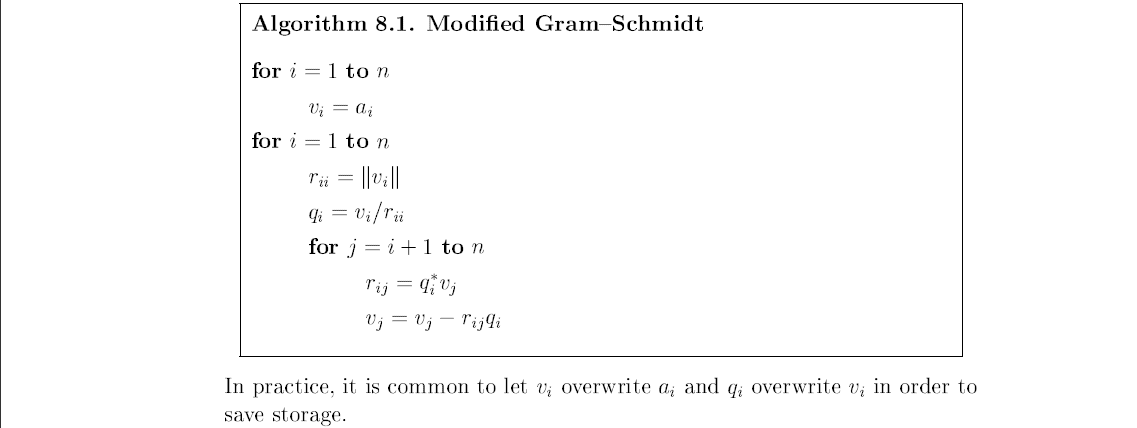 Algorithm 8.1. Modified Gram–Schmidt
for i = 1 to n
v_i = a_i
for i = 1 to n
r_{ii} = ‖v_i‖
q_i = v_i/r_{ii}
for j = i + 1 to n
r_{ij} = q_i^* v_j
v_j = v_j − r_{ij}q_i
In practice, it is common to let v_i overwrite a_i and q_i overwrite v_i in order to
save storage.